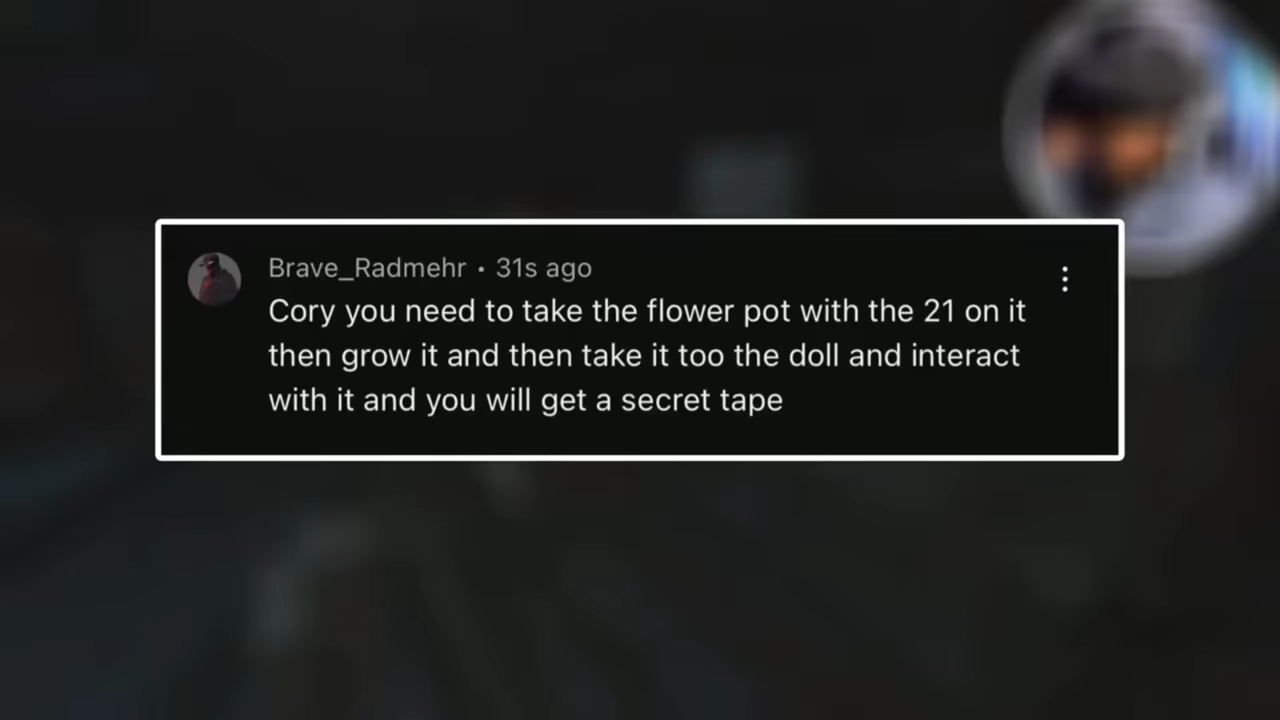 Brave_Radmehr • 31s ago
Cory you need to take the flower pot with the 21 on it
then grow it and then take it too the doll and interact
with it and you will get a secret tape